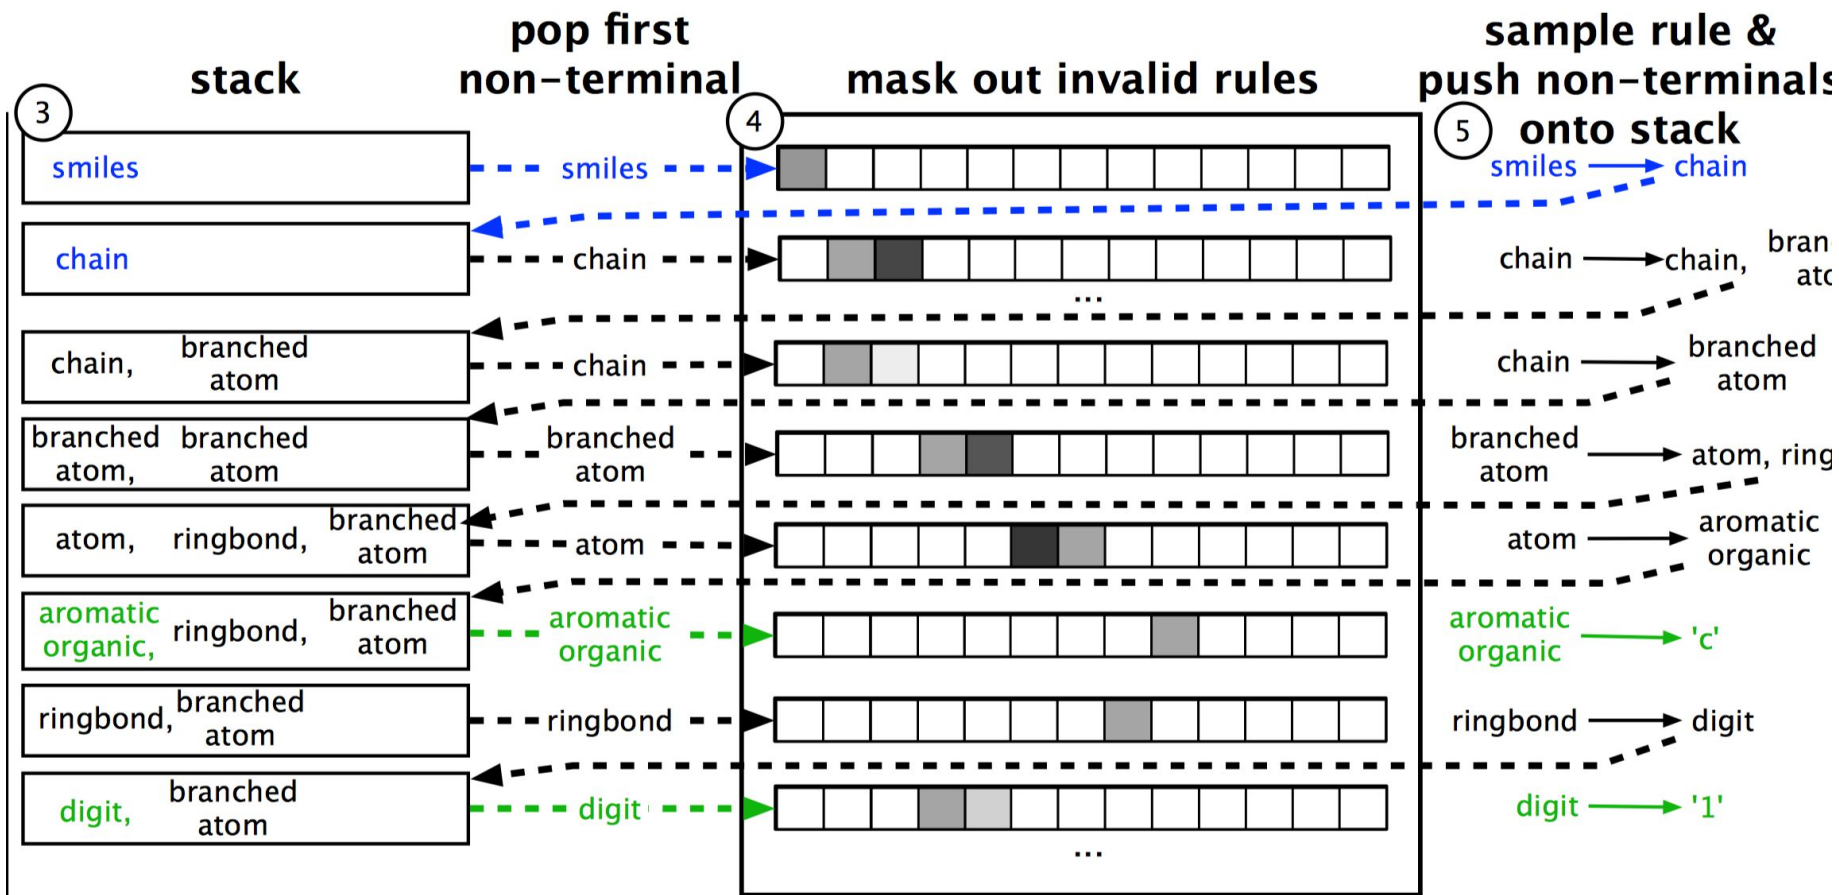 pop first
non-terminal
stack
mask out invalid rules
sample rule &
push non-terminals
onto stack
3
4
5
smiles
smiles
smiles
chain
chain
chain
chain
chain,
...
chain,
branched
atom
chain
chain
branched
atom
branched
atom,
branched
atom
branched
atom
branched
atom
atom, ring
atom,
ringbond,
branched
atom
atom
atom
aromatic
organic
aromatic
organic,
ringbond,
branched
atom
aromatic
organic
aromatic
organic
'c'
ringbond,
branched
atom
ringbond
ringbond
digit
digit,
branched
atom
digit
digit
'1'
...